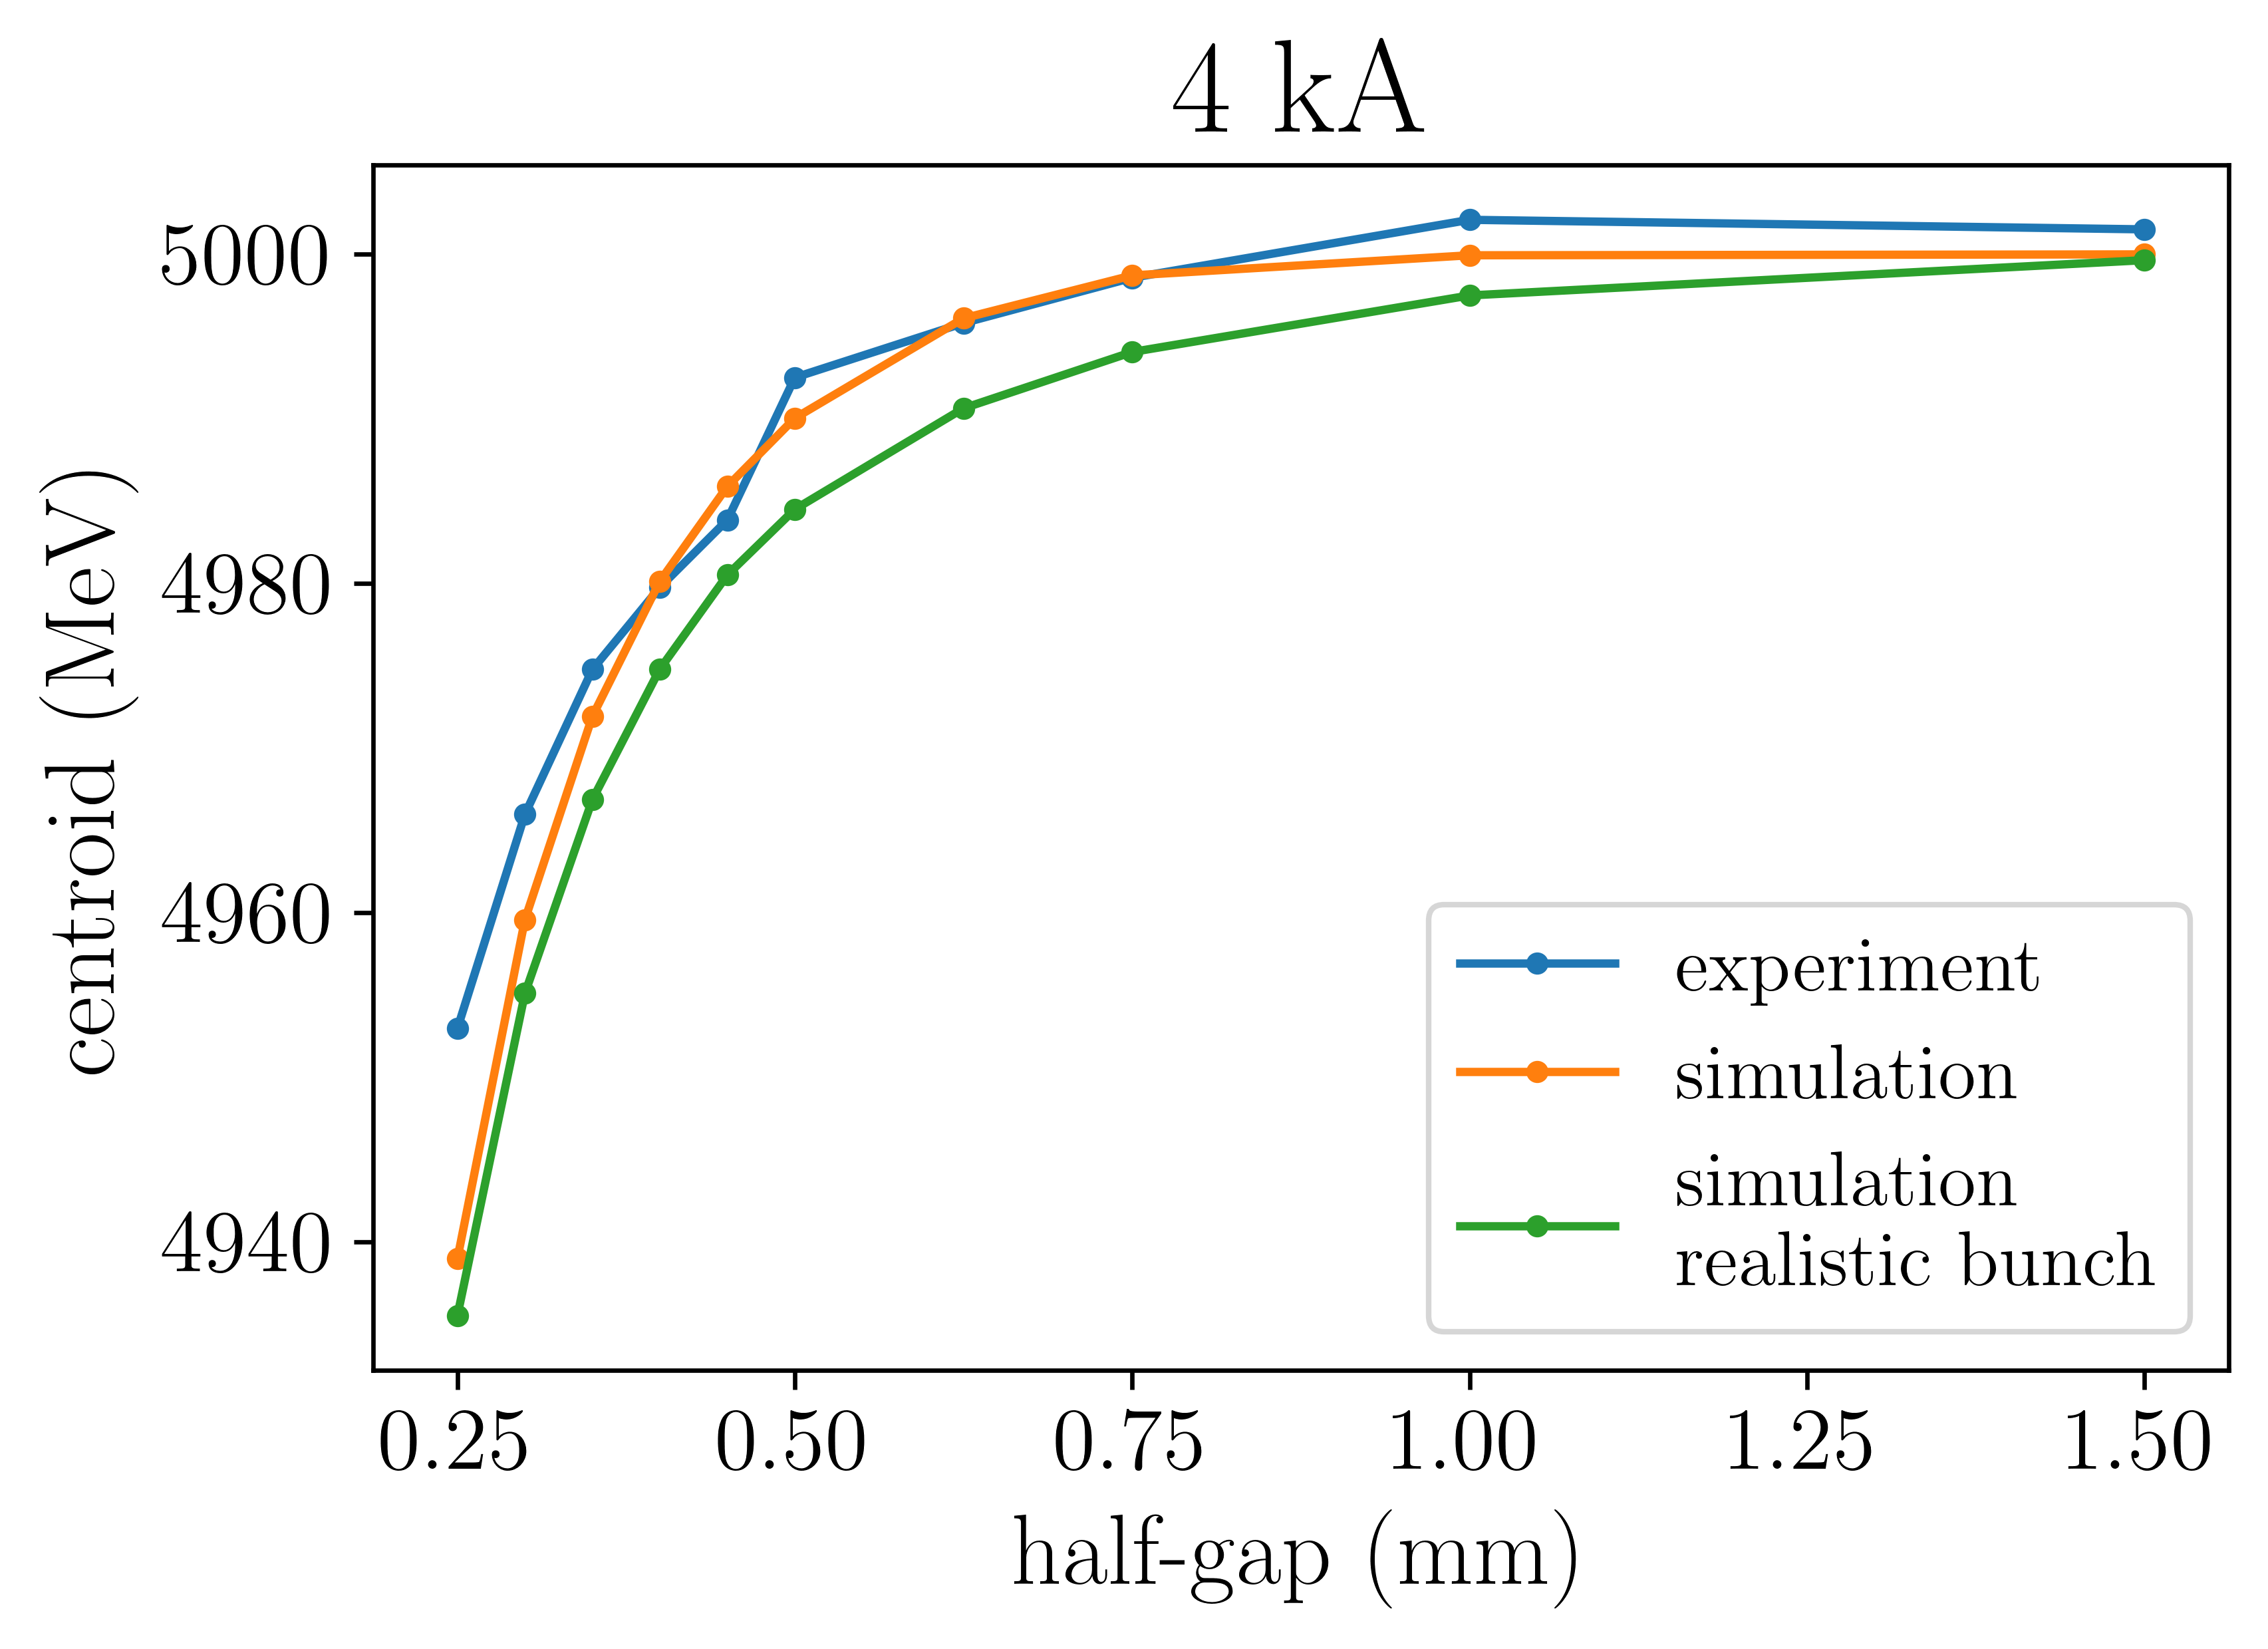 4 kA
centroid (MeV)
5000
4980
4960
4940
experiment
simulation
simulation
realistic bunch
0.25 0.50 0.75 1.00 1.25 1.50
half-gap (mm)